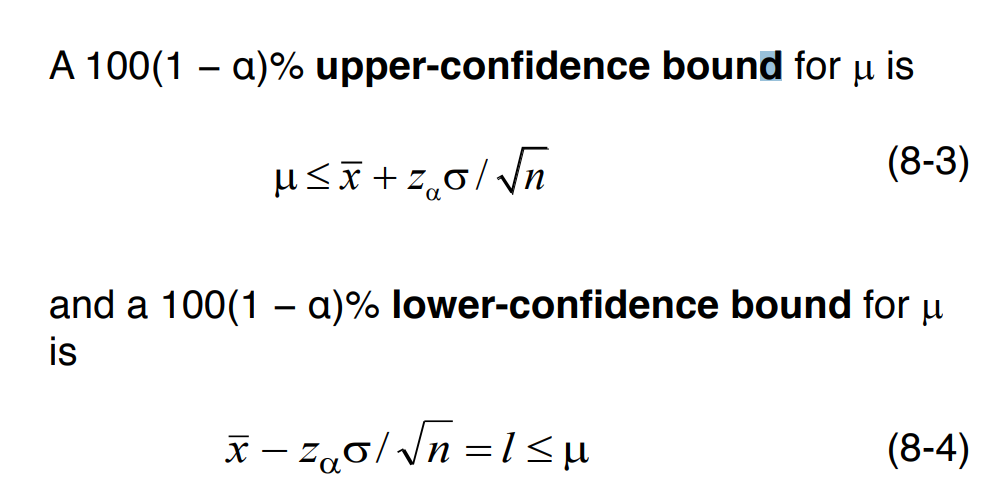 A 100(1 – α)% upper-confidence bound for μ is
μ ≤ x̄ + z_α σ / √n (8-3)
and a 100(1 – α)% lower-confidence bound for μ
is
x̄ – z_α σ / √n = l ≤ μ (8-4)